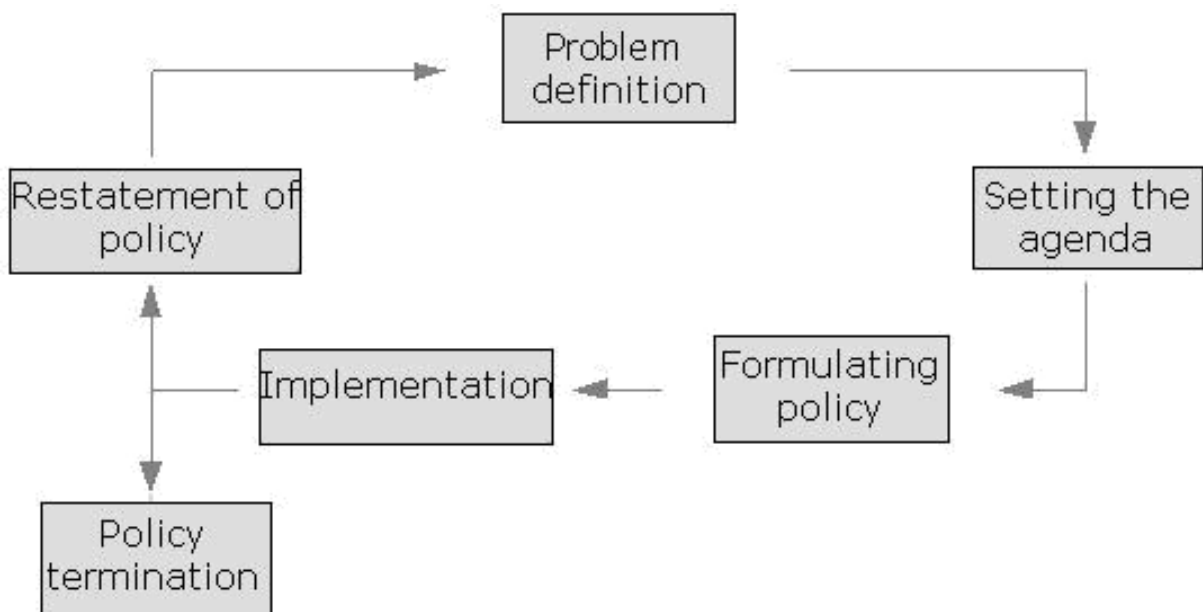 Problem
definition
Restatement of
policy
Setting the
agenda
Implementation
Formulating
policy
Policy
termination